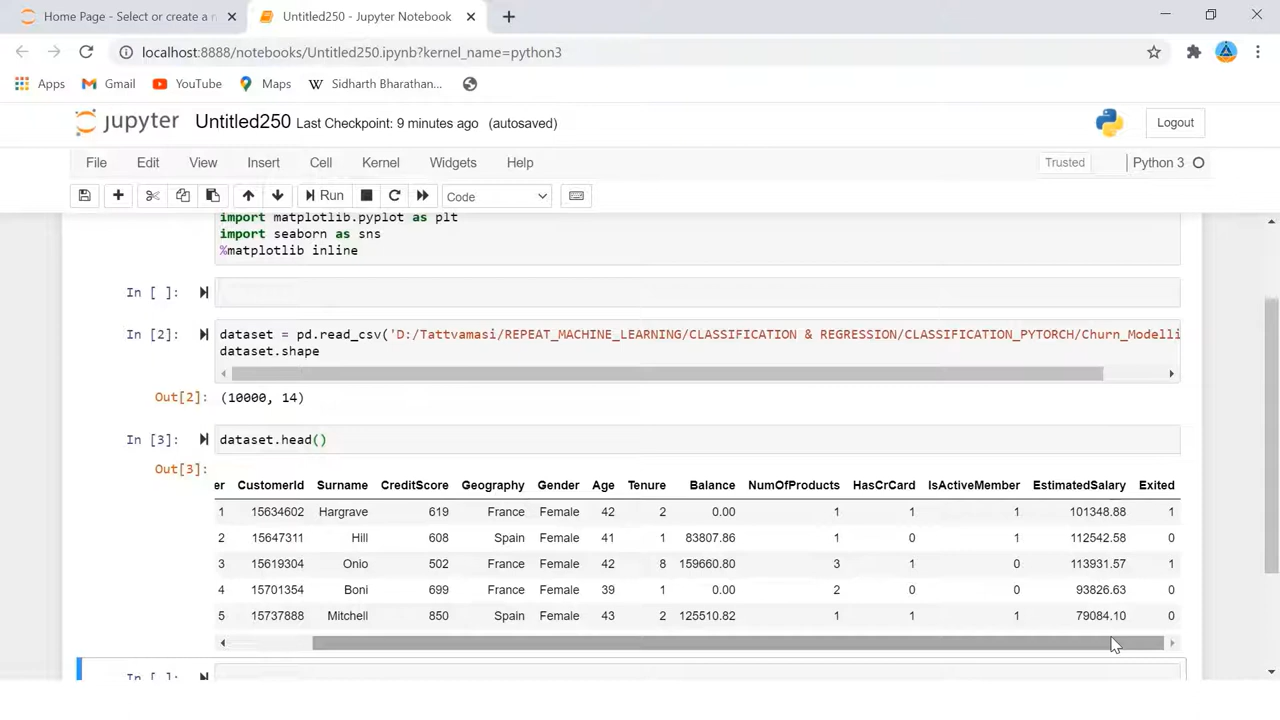 Home Page - Select or create a n
Untitled250 - Jupyter Notebook
localhost:8888/notebooks/Untitled250.ipynb?kernel_name=python3
Apps Gmail YouTube Maps W Sidharth Bharathan...
jupyter Untitled250 Last Checkpoint: 9 minutes ago (autosaved) Logout
File Edit View Insert Cell Kernel Widgets Help Trusted Python 3
Run Code
import matplotlib.pyplot as plt
import seaborn as sns
%matplotlib inline
In [ ]:
In [2]: dataset = pd.read_csv('D:/Tattvamasi/REPEAT_MACHINE_LEARNING/CLASSIFICATION & REGRESSION/CLASSIFICATION_PYTORCH/Churn_Modelli
dataset.shape
Out[2]: (10000, 14)
In [3]: dataset.head()
Out[3]:
er CustomerId Surname CreditScore Geography Gender Age Tenure Balance NumOfProducts HasCrCard IsActiveMember EstimatedSalary Exited
1 15634602 Hargrave 619 France Female 42 2 0.00 1 1 1 101348.88 1
2 15647311 Hill 608 Spain Female 41 1 83807.86 1 0 1 112542.58 0
3 15619304 Onio 502 France Female 42 8 159660.80 3 1 0 113931.57 1
4 15701354 Boni 699 France Female 39 1 0.00 2 0 0 93826.63 0
5 15737888 Mitchell 850 Spain Female 43 2 125510.82 1 1 1 79084.10 0
In [ ]: